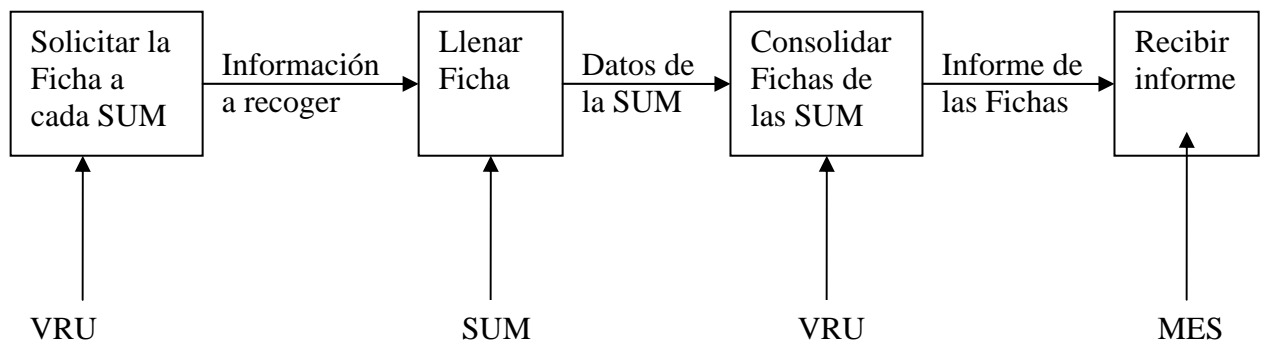 Solicitar la
Ficha a
cada SUM
Información
a recoger
Llenar
Ficha
Datos de
la SUM
Consolidar
Fichas de
las SUM
Informe de
las Fichas
Recibir
informe
VRU
SUM
VRU
MES